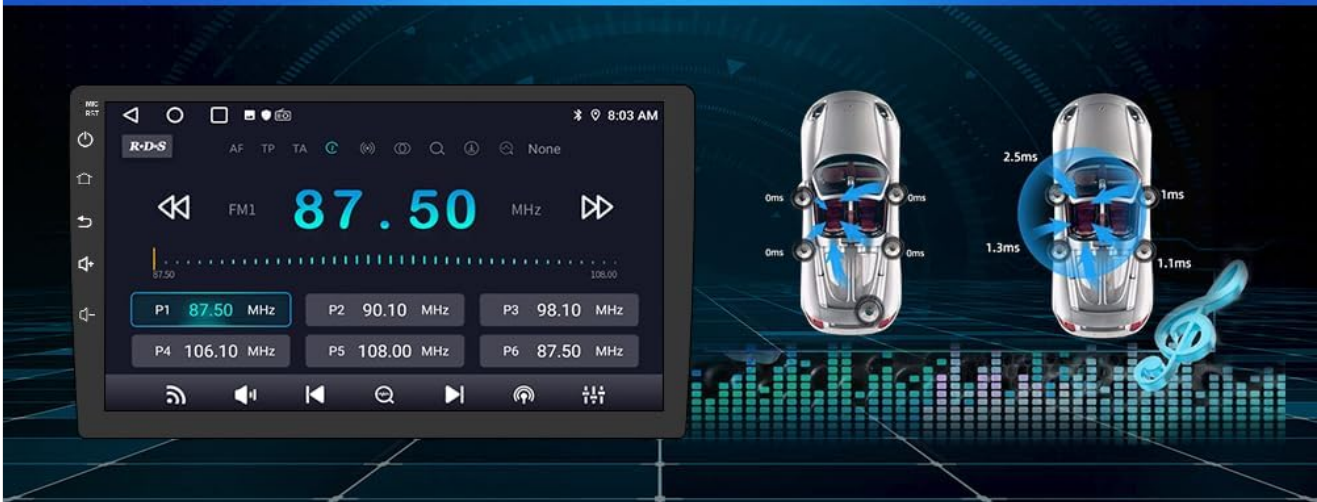 MIC
RST
8:03 AM
R·D·S
AF TP TA None
FM1 87.50 MHz
87.50 108.00
P1 87.50 MHz
P2 90.10 MHz
P3 98.10 MHz
P4 106.10 MHz
P5 108.00 MHz
P6 87.50 MHz
0ms 0ms
0ms 0ms
2.5ms
1ms
1.3ms
1.1ms